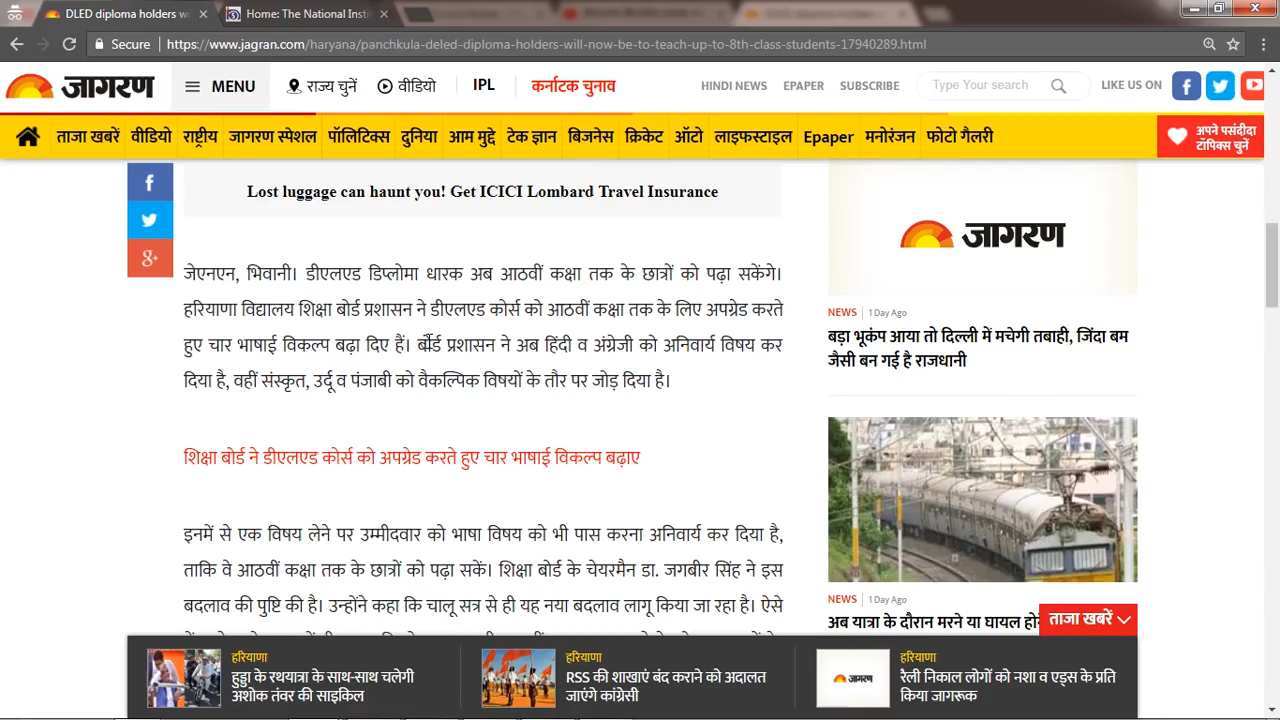 DLED diploma holders wi
Home: The National Insti
Secure
https://www.jagran.com/haryana/panchkula-deled-diploma-holders-will-now-be-to-teach-up-to-8th-class-students-17940289.html
जागरण
MENU
राज्य चुनें
वीडियो
IPL
कर्नाटक चुनाव
HINDI NEWS
EPAPER
SUBSCRIBE
Type Your Search
LIKE US ON
ताजा खबरें
वीडियो
राष्ट्रीय
जागरण स्पेशल
पॉलिटिक्स
दुनिया
आम मुद्दे
टेक ज्ञान
बिजनेस
क्रिकेट
ऑटो
लाइफस्टाइल
Epaper
मनोरंजन
फोटो गैलरी
अपने पसंदीदा
टॉपिक्स चुनें
Lost luggage can haunt you! Get ICICI Lombard Travel Insurance
जेएनएन, भिवानी। डीएलएड डिप्लोमा धारक अब आठवीं कक्षा तक के छात्रों को पढ़ा सकेंगे।
हरियाणा विद्यालय शिक्षा बोर्ड प्रशासन ने डीएलएड कोर्स को आठवीं कक्षा तक के लिए अपग्रेड करते
हुए चार भाषाई विकल्प बढ़ा दिए हैं। बोर्ड प्रशासन ने अब हिंदी व अंग्रेजी को अनिवार्य विषय कर
दिया है, वहीं संस्कृत, उर्दू व पंजाबी को वैकल्पिक विषयों के तौर पर जोड़ दिया है।
शिक्षा बोर्ड ने डीएलएड कोर्स को अपग्रेड करते हुए चार भाषाई विकल्प बढ़ाए
इनमें से एक विषय लेने पर उम्मीदवार को भाषा विषय को भी पास करना अनिवार्य कर दिया है,
ताकि वे आठवीं कक्षा तक के छात्रों को पढ़ा सकें। शिक्षा बोर्ड के चेयरमैन डा. जगबीर सिंह ने इस
बदलाव की पुष्टि की है। उन्होंने कहा कि चालू सत्र से ही यह नया बदलाव लागू किया जा रहा है। ऐसे
जागरण
NEWS
1 Day Ago
बड़ा भूकंप आया तो दिल्ली में मचेगी तबाही, जिंदा बम
जैसी बन गई है राजधानी
NEWS
1 Day Ago
अब यात्रा के दौरान मरने या घायल
ताजा खबरें
हरियाणा
हुड्डा के रथयात्रा के साथ-साथ चलेगी
अशोक तंवर की साइकिल
हरियाणा
RSS की शाखाएं बंद कराने को अदालत
जाएंगे कांग्रेसी
जागरण
हरियाणा
रैली निकाल लोगों को नशा व एड्स के प्रति
किया जागरूक